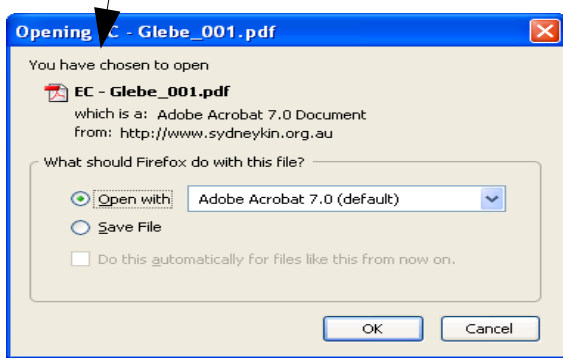 Opening EC - Glebe_001.pdf
You have chosen to open
EC - Glebe_001.pdf
which is a: Adobe Acrobat 7.0 Document
from: http://www.sydneykin.org.au
What should Firefox do with this file?
Open with Adobe Acrobat 7.0 (default)
Save File
Do this automatically for files like this from now on.
OK Cancel